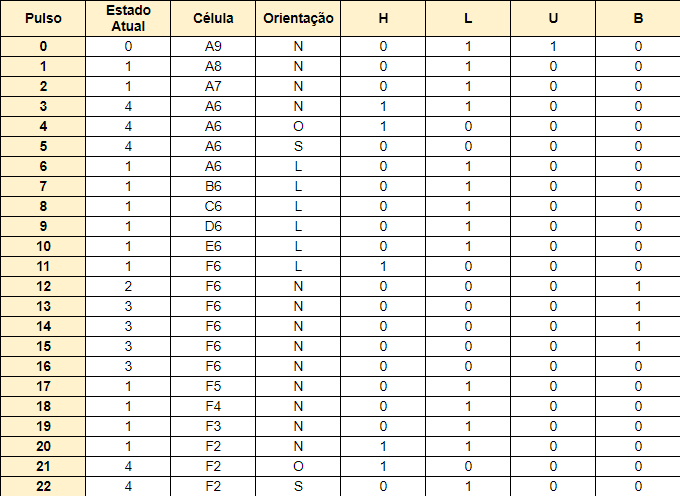 Pulso Estado Atual Célula Orientação H L U B
0 0 A9 N 0 1 1 0
1 1 A8 N 0 1 0 0
2 1 A7 N 0 1 0 0
3 4 A6 N 1 1 0 0
4 4 A6 O 1 0 0 0
5 4 A6 S 0 0 0 0
6 1 A6 L 0 1 0 0
7 1 B6 L 0 1 0 0
8 1 C6 L 0 1 0 0
9 1 D6 L 0 1 0 0
10 1 E6 L 0 1 0 0
11 1 F6 L 1 0 0 0
12 2 F6 N 0 0 0 1
13 3 F6 N 0 0 0 1
14 3 F6 N 0 0 0 1
15 3 F6 N 0 0 0 1
16 3 F6 N 0 0 0 0
17 1 F5 N 0 1 0 0
18 1 F4 N 0 1 0 0
19 1 F3 N 0 1 0 0
20 1 F2 N 1 1 0 0
21 4 F2 O 1 0 0 0
22 4 F2 S 0 1 0 0